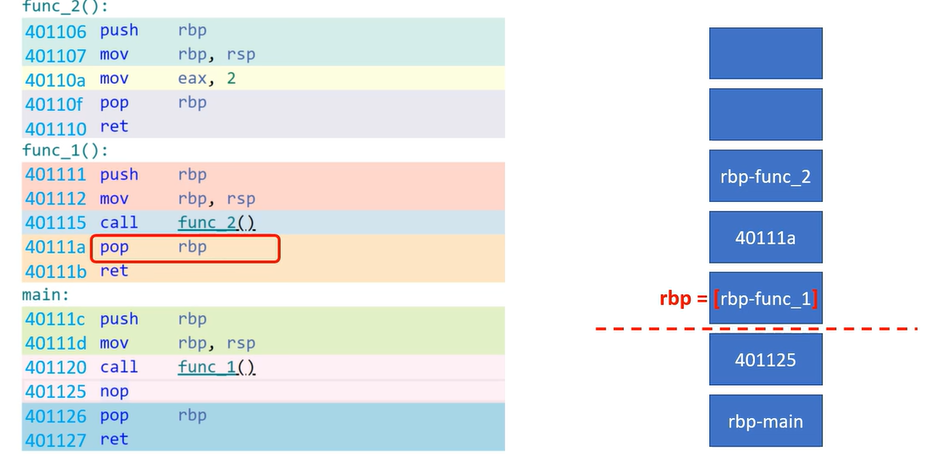 func_2():
401106 push rbp
401107 mov rbp, rsp
40110a mov eax, 2
40110f pop rbp
401110 ret
func_1():
401111 push rbp
401112 mov rbp, rsp
401115 call func_2()
40111a pop rbp
40111b ret
main:
40111c push rbp
40111d mov rbp, rsp
401120 call func_1()
401125 nop
401126 pop rbp
401127 ret
rbp-func_2
40111a
rbp = [rbp-func_1]
401125
rbp-main